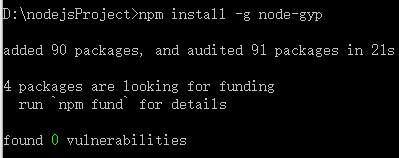 D:\nodejsProject>npm install -g node-gyp
added 90 packages, and audited 91 packages in 21s
4 packages are looking for funding
run `npm fund` for details
found 0 vulnerabilities